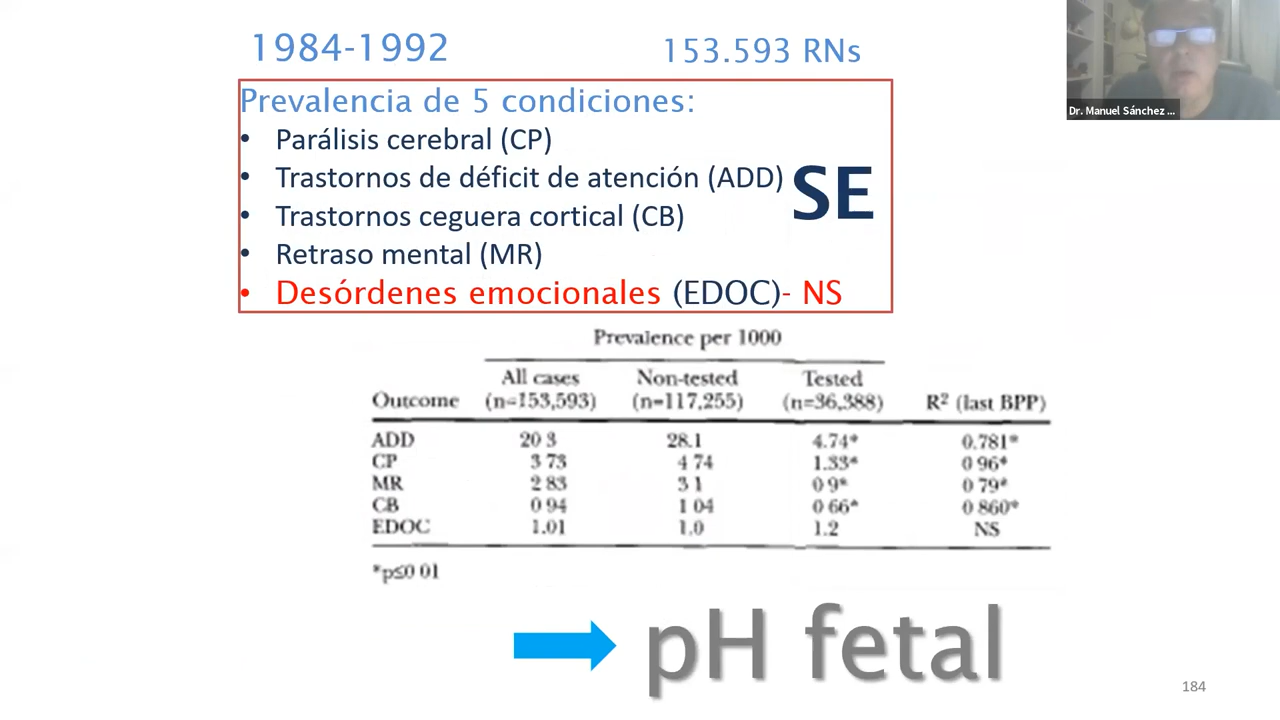 1984-1992
153.593 RNs
Prevalencia de 5 condiciones:
• Parálisis cerebral (CP)
• Trastornos de déficit de atención (ADD)
• Trastornos ceguera cortical (CB)
• Retraso mental (MR)
• Desórdenes emocionales (EDOC)- NS
SE
Dr. Manuel Sánchez ...
Prevalence per 1000
All cases Non-tested Tested
Outcome (n=153,593) (n=117,255) (n=36,388) R² (last BPP)
ADD 20 3 28.1 4.74* 0.781*
CP 3 73 4 74 1.33* 0 96*
MR 2 83 3 1 0 9* 0 79*
CB 0 94 1 04 0 66* 0 860*
EDOC 1.01 1.0 1.2 NS
*p≤0 01
pH fetal
184